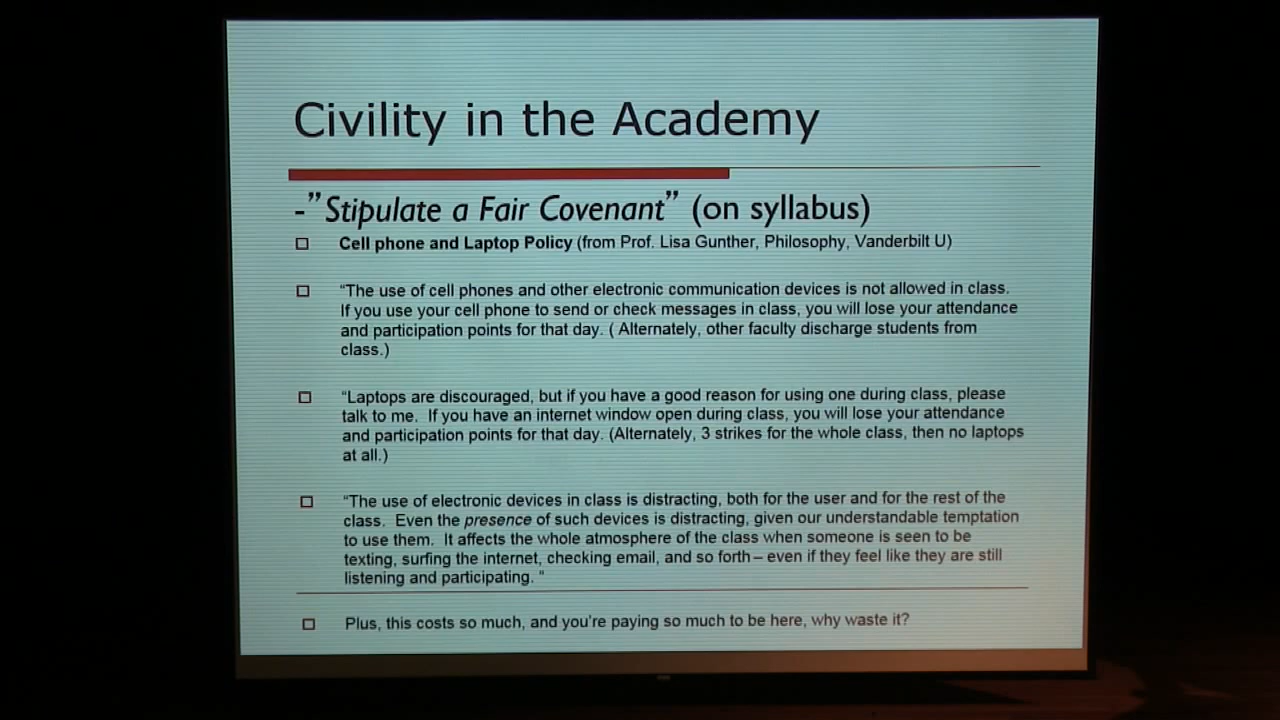 Civility in the Academy
-”Stipulate a Fair Covenant” (on syllabus)
Cell phone and Laptop Policy (from Prof. Lisa Gunther, Philosophy, Vanderbilt U)
“The use of cell phones and other electronic communication devices is not allowed in class.
If you use your cell phone to send or check messages in class, you will lose your attendance
and participation points for that day. ( Alternately, other faculty discharge students from
class.)
“Laptops are discouraged, but if you have a good reason for using one during class, please
talk to me. If you have an internet window open during class, you will lose your attendance
and participation points for that day. (Alternately, 3 strikes for the whole class, then no laptops
at all.)
“The use of electronic devices in class is distracting, both for the user and for the rest of the
class. Even the presence of such devices is distracting, given our understandable temptation
to use them. It affects the whole atmosphere of the class when someone is seen to be
texting, surfing the internet, checking email, and so forth – even if they feel like they are still
listening and participating. “
Plus, this costs so much, and you’re paying so much to be here, why waste it?